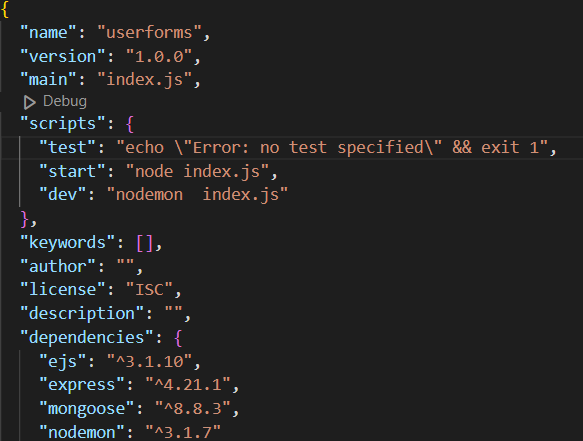 {
"name": "userforms",
"version": "1.0.0",
"main": "index.js",
Debug
"scripts": {
"test": "echo \"Error: no test specified\" && exit 1",
"start": "node index.js",
"dev": "nodemon  index.js"
},
"keywords": [],
"author": "",
"license": "ISC",
"description": "",
"dependencies": {
"ejs": "^3.1.10",
"express": "^4.21.1",
"mongoose": "^8.8.3",
"nodemon": "^3.1.7"